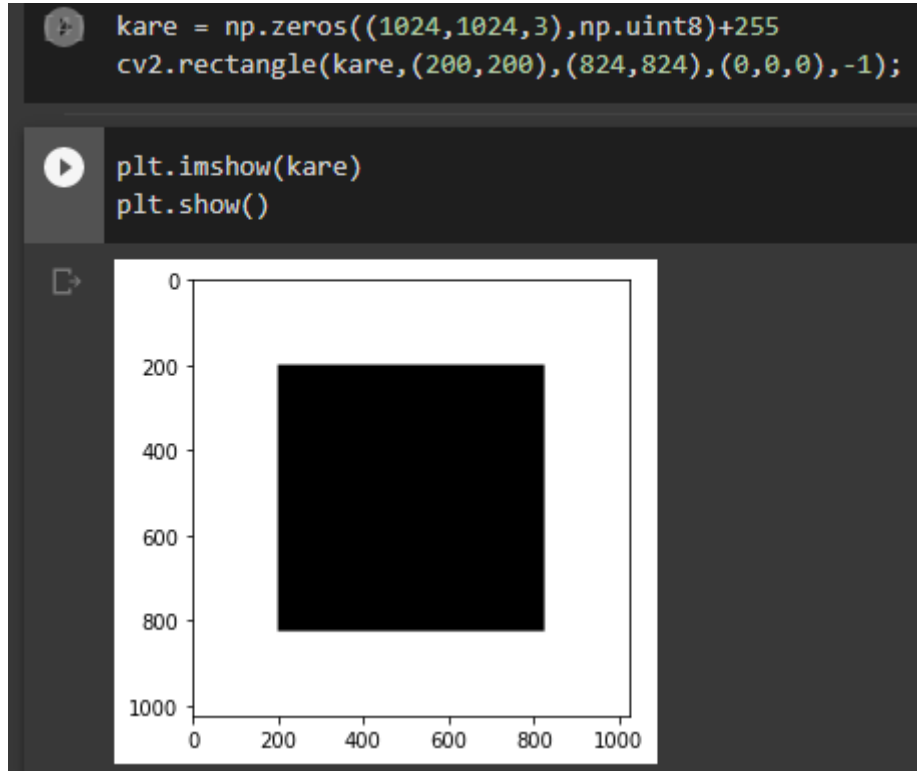 kare = np.zeros((1024,1024,3),np.uint8)+255
cv2.rectangle(kare,(200,200),(824,824),(0,0,0),-1);
plt.imshow(kare)
plt.show()
0
200
400
600
800
1000
0 200 400 600 800 1000